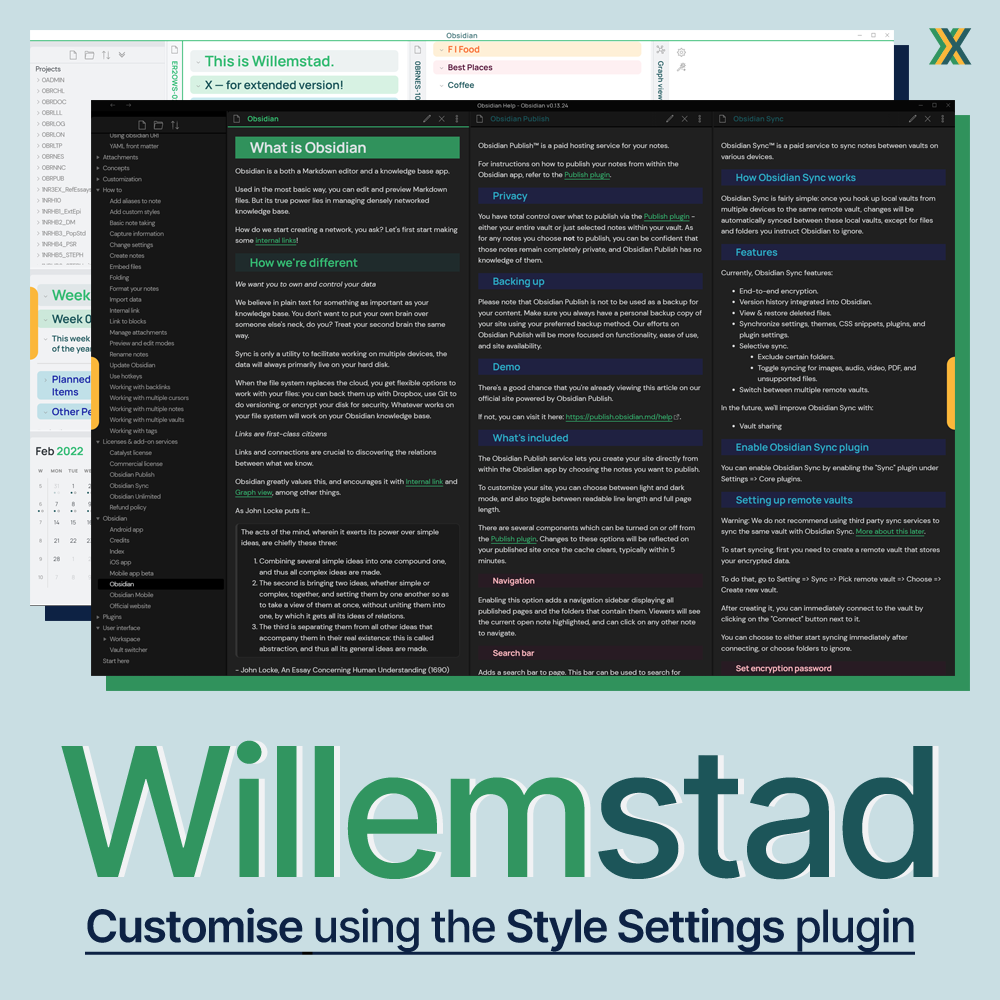 Obsidian
Projects
0ADMIN
0BRCHL
0BRDOC
0BRLLL
0BRLOG
0BRLON
0BRLTP
0BRNES
0BRNNC
0BRPUB
1NR3EX_RefEssays
1NRH10
1NRHB1_ExtEpi
1NRHB2_DM
1NRHB3_PopStd
1NRHB4_PSR
1NRHB5_STEPH
This is Willemstad.
X – for extended version!
F I Food
Best Places
Coffee
Graph view
Week
Week 0
This week
of the year
Planned
Items
Other Pe
Feb 2022
W MON TUE WE
5 31 1 2
6 7 8 9
7 14 15 16
8 21 22 23
9 28
Obsidian Help - Obsidian v0.13.24
Using obsidian URI
YAML front matter
Attachments
Concepts
Customization
How to
Add aliases to note
Add custom styles
Basic note taking
Capture information
Change settings
Create notes
Embed files
Folding
Format your notes
Import data
Internal link
Link to blocks
Manage attachments
Preview and edit modes
Rename notes
Update Obsidian
Use hotkeys
Working with backlinks
Working with multiple cursors
Working with multiple notes
Working with multiple vaults
Working with tags
Licenses & add-on services
Catalyst license
Commercial license
Obsidian Publish
Obsidian Sync
Obsidian Unlimited
Refund policy
Obsidian
Android app
Credits
Index
iOS app
Mobile app beta
Obsidian
Obsidian Mobile
Official website
Plugins
User interface
Workspace
Vault switcher
Start here
Obsidian
What is Obsidian
Obsidian is a both a Markdown editor and a knowledge base app.
Used in the most basic way, you can edit and preview Markdown
files. But its true power lies in managing densely networked
knowledge base.
How do we start creating a network, you ask? Let's first start making
some internal links!
How we're different
We want you to own and control your data
We believe in plain text for something as important as your
knowledge base. You don't want to put your own brain over
someone else's neck, do you? Treat your second brain the same
way.
Sync is only a utility to facilitate working on multiple devices, the
data will always primarily live on your hard disk.
When the file system replaces the cloud, you get flexible options to
work with your files: you can back them up with Dropbox, use Git to
do versioning, or encrypt your disk for security. Whatever works on
your file system will work on your Obsidian knowledge base.
Links are first-class citizens
Links and connections are crucial to discovering the relations
between what we know.
Obsidian greatly values this, and encourages it with Internal link and
Graph view, among other things.
As John Locke puts it...
The acts of the mind, wherein it exerts its power over simple
ideas, are chiefly these three:
1. Combining several simple ideas into one compound one,
and thus all complex ideas are made.
2. The second is bringing two ideas, whether simple or
complex, together, and setting them by one another so as
to take a view of them at once, without uniting them into
one, by which it gets all its ideas of relations.
3. The third is separating them from all other ideas that
accompany them in their real existence: this is called
abstraction, and thus all its general ideas are made.
– John Locke, An Essay Concerning Human Understanding (1690)
Obsidian Publish
Obsidian Publish™ is a paid hosting service for your notes.
For instructions on how to publish your notes from within the
Obsidian app, refer to the Publish plugin.
Privacy
You have total control over what to publish via the Publish plugin -
either your entire vault or just selected notes within your vault. As
for any notes you choose not to publish, you can be confident that
those notes remain completely private, and Obsidian Publish has no
knowledge of them.
Backing up
Please note that Obsidian Publish is not to be used as a backup for
your content. Make sure you always have a personal backup copy of
your site using your preferred backup method. Our efforts on
Obsidian Publish will be more focused on functionality, ease of use,
and site availability.
Demo
There's a good chance that you're already viewing this article on our
official site powered by Obsidian Publish.
If not, you can visit it here: https://publish.obsidian.md/help.
What's included
The Obsidian Publish service lets you create your site directly from
within the Obsidian app by choosing the notes you want to publish.
To customize your site, you can choose between light and dark
mode, and also toggle between readable line length and full page
length.
There are several components which can be turned on or off from
the Publish plugin. Changes to these options will be reflected on
your published site once the cache clears, typically within 5
minutes.
Navigation
Enabling this option adds a navigation sidebar displaying all
published pages and the folders that contain them. Viewers will see
the current open note highlighted, and can click on any other note
to navigate.
Search bar
Adds a search bar to page. This bar can be used to search for
Obsidian Sync
Obsidian Sync™ is a paid service to sync notes between vaults on
various devices.
How Obsidian Sync works
Obsidian Sync is fairly simple: once you hook up local vaults from
multiple devices to the same remote vault, changes will be
automatically synced between these local vaults, except for files
and folders you instruct Obsidian to ignore.
Features
Currently, Obsidian Sync features:
• End-to-end encryption.
• Version history integrated into Obsidian.
• View & restore deleted files.
• Synchronize settings, themes, CSS snippets, plugins, and
plugin settings.
• Selective sync.
• Exclude certain folders.
• Toggle syncing for images, audio, video, PDF, and
unsupported files.
• Switch between multiple remote vaults.
In the future, we'll improve Obsidian Sync with:
• Vault sharing
Enable Obsidian Sync plugin
You can enable Obsidian Sync by enabling the "Sync" plugin under
Settings => Core plugins.
Setting up remote vaults
Warning: We do not recommend using third party sync services to
sync the same vault with Obsidian Sync. More about this later.
To start syncing, first you need to create a remote vault that stores
your encrypted data.
To do that, go to Setting => Sync => Pick remote vault => Choose =>
Create new vault.
After creating it, you can immediately connect to the vault by
clicking on the "Connect" button next to it.
You can choose to either start syncing immediately after
connecting, or choose folders to ignore.
Set encryption password
Willemstad
Customise using the Style Settings plugin